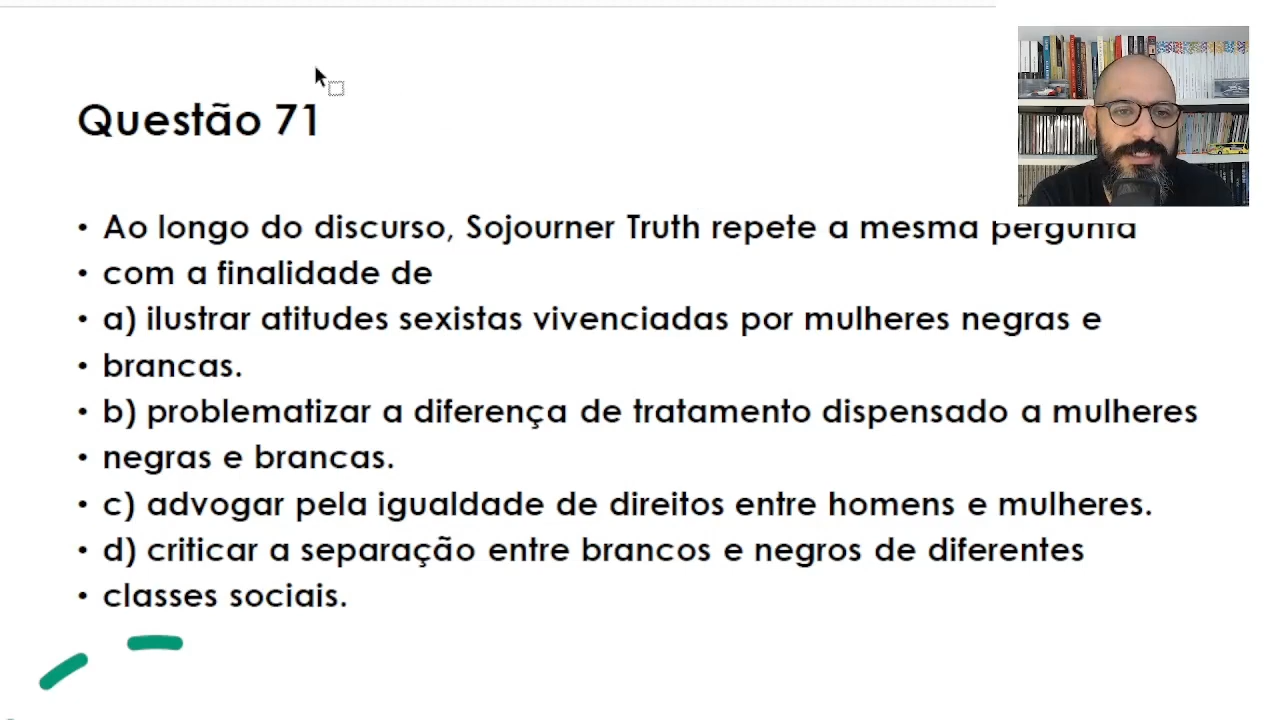 Questão 71
• Ao longo do discurso, Sojourner Truth repete a mesma pergunta
• com a finalidade de
• a) ilustrar atitudes sexistas vivenciadas por mulheres negras e
• brancas.
• b) problematizar a diferença de tratamento dispensado a mulheres
• negras e brancas.
• c) advogar pela igualdade de direitos entre homens e mulheres.
• d) criticar a separação entre brancos e negros de diferentes
• classes sociais.